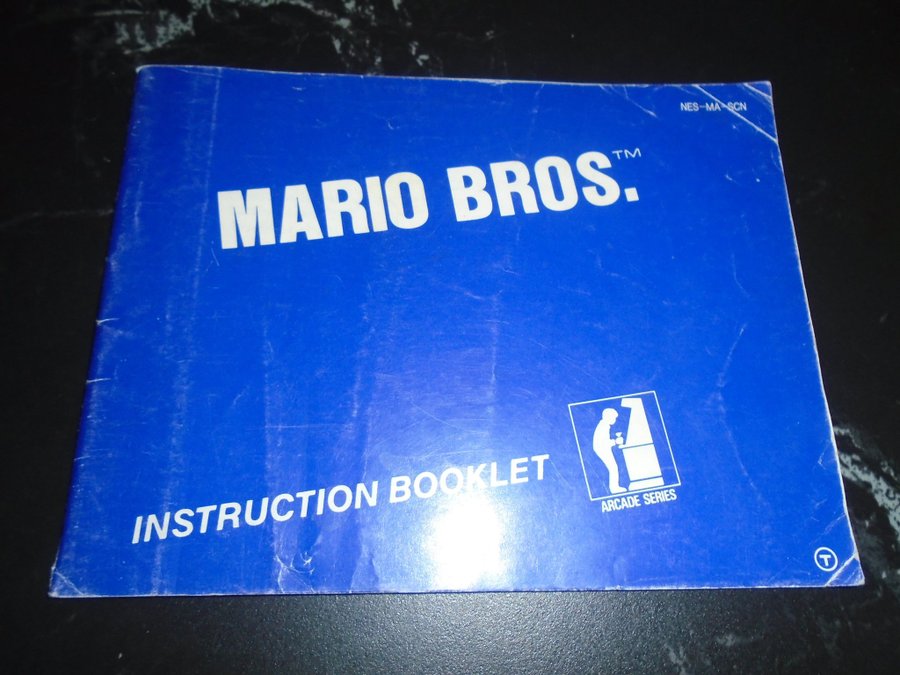 NES-MA-SCN
MARIO BROS.™
INSTRUCTION BOOKLET
ARCADE SERIES
T